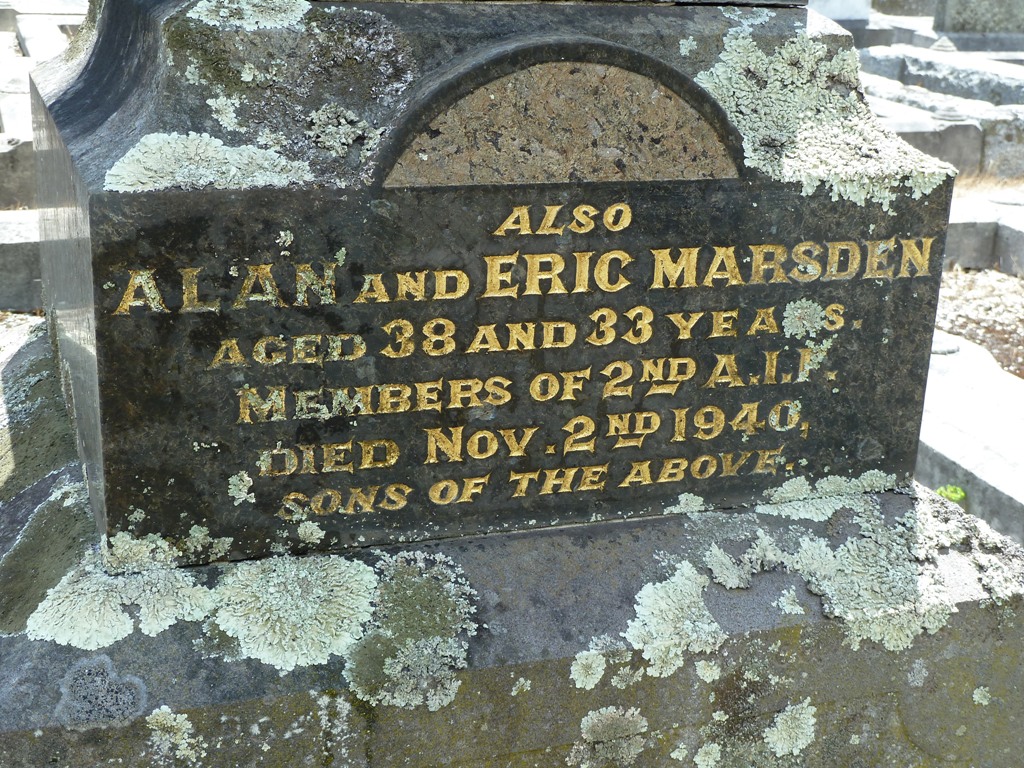 ALSO
ALAN AND ERIC MARSDEN
AGED 38 AND 33 YEARS.
MEMBERS OF 2ND A.I.F.
DIED NOV. 2ND 1940,
SONS OF THE ABOVE.